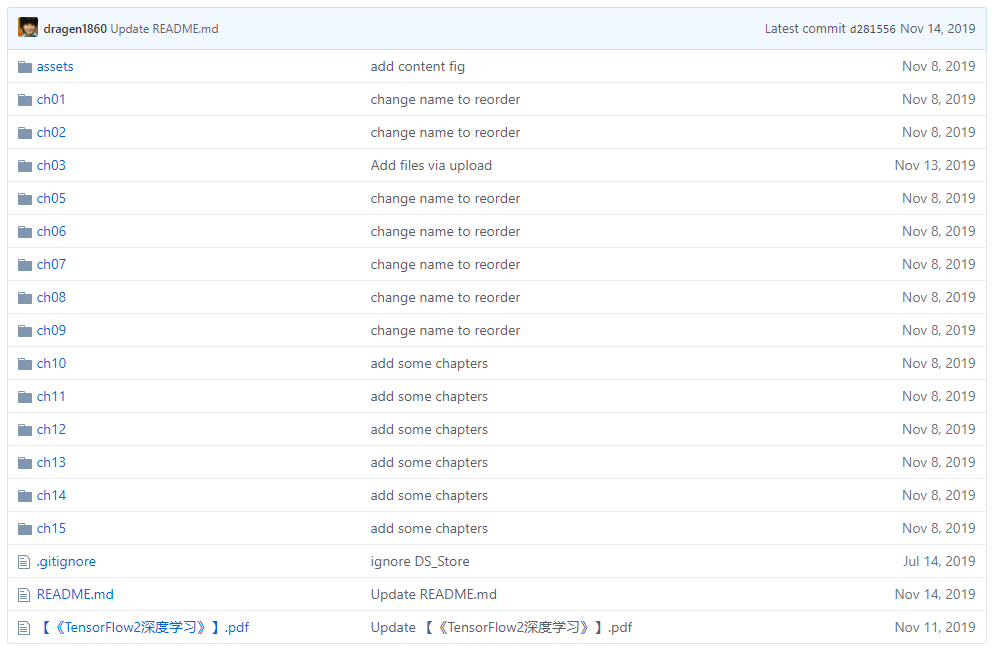 dragen1860 Update README.md Latest commit d281556 Nov 14, 2019
assets add content fig Nov 8, 2019
ch01 change name to reorder Nov 8, 2019
ch02 change name to reorder Nov 8, 2019
ch03 Add files via upload Nov 13, 2019
ch05 change name to reorder Nov 8, 2019
ch06 change name to reorder Nov 8, 2019
ch07 change name to reorder Nov 8, 2019
ch08 change name to reorder Nov 8, 2019
ch09 change name to reorder Nov 8, 2019
ch10 add some chapters Nov 8, 2019
ch11 add some chapters Nov 8, 2019
ch12 add some chapters Nov 8, 2019
ch13 add some chapters Nov 8, 2019
ch14 add some chapters Nov 8, 2019
ch15 add some chapters Nov 8, 2019
.gitignore ignore DS_Store Jul 14, 2019
README.md Update README.md Nov 14, 2019
【《TensorFlow2深度学习》】.pdf Update 【《TensorFlow2深度学习》】.pdf Nov 11, 2019